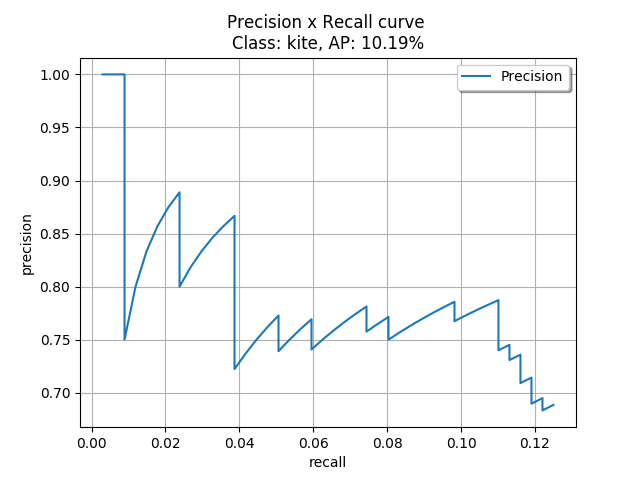 Precision x Recall curve
Class: kite, AP: 10.19%
Precision
1.00
0.95
0.90
0.85
0.80
0.75
0.70
precision
0.00 0.02 0.04 0.06 0.08 0.10 0.12
recall